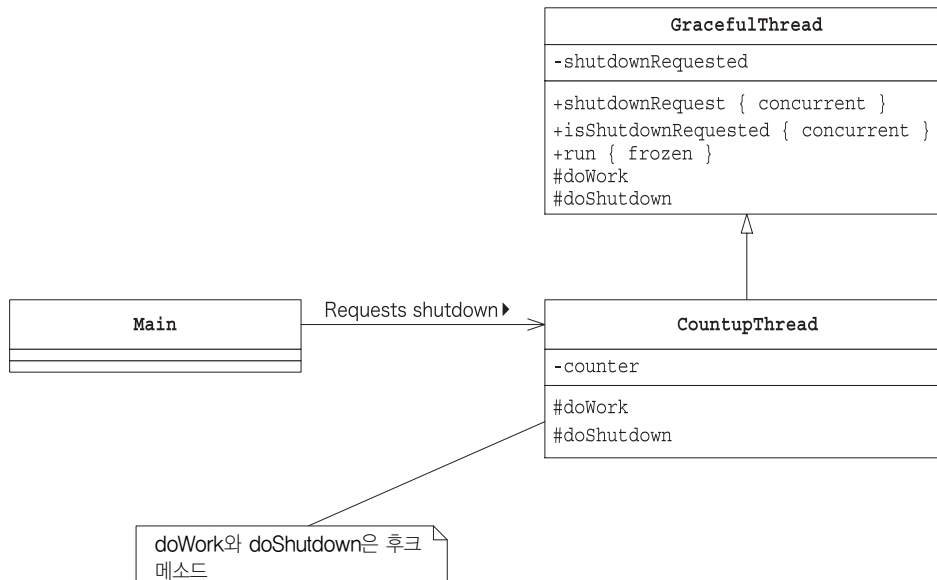 GracefulThread
-shutdownRequested
+shutdownRequest { concurrent }
+isShutdownRequested { concurrent }
+run { frozen }
#doWork
#doShutdown
Main
Requests shutdown▶
CountupThread
-counter
#doWork
#doShutdown
doWork와 doShutdown은 후크
메소드